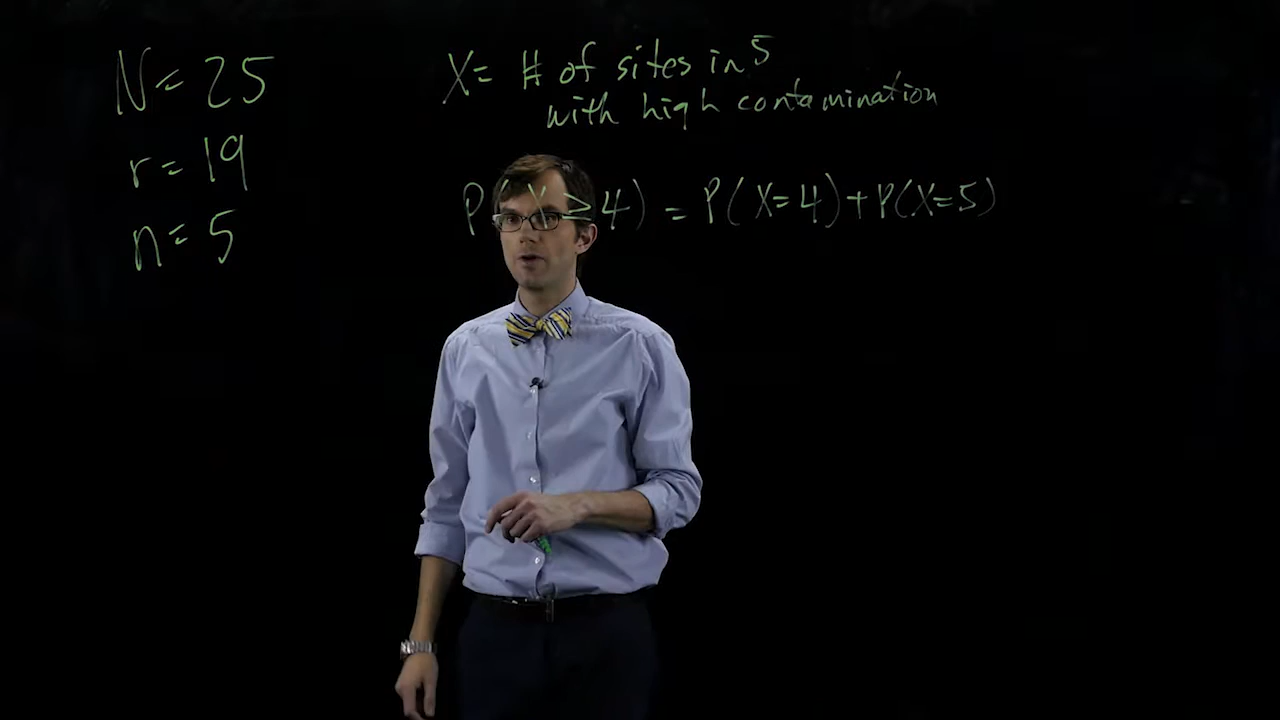 N = 25
r = 19
n = 5
X = # of sites in 5
with high contamination
P(X ≥ 4) = P(X=4) + P(X=5)